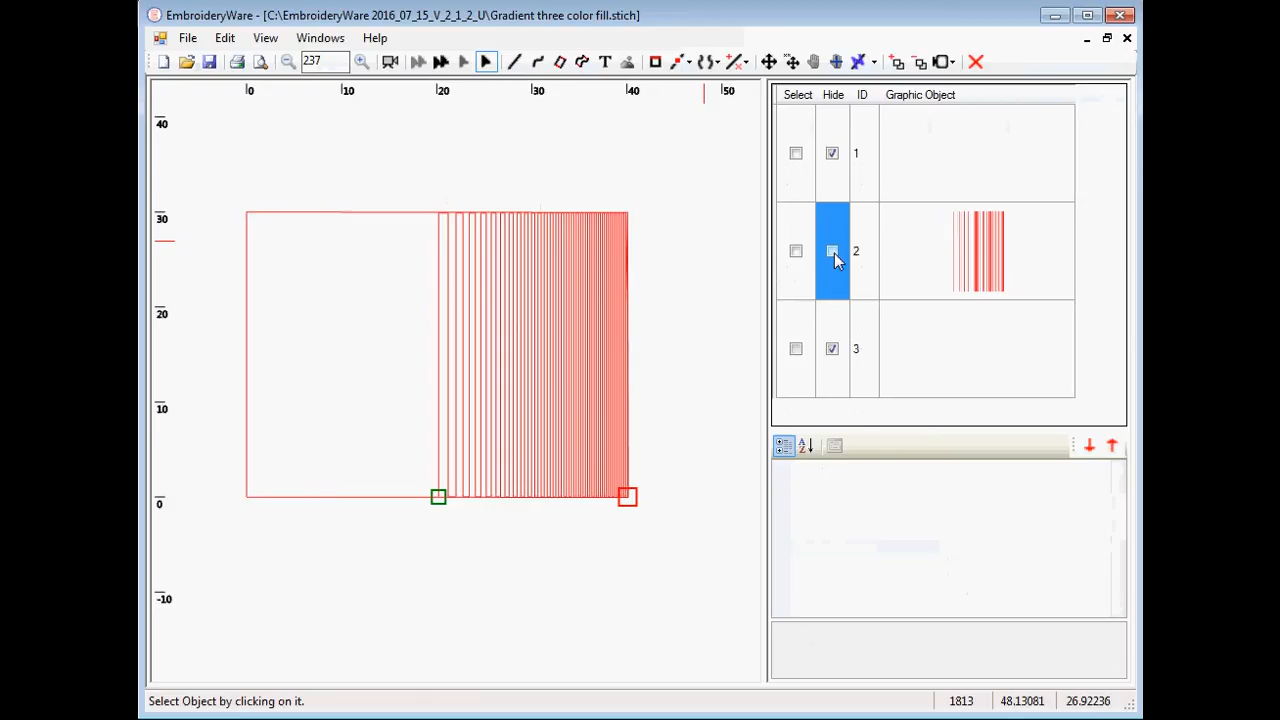 EmbroideryWare - [C:\EmbroideryWare 2016_07_15_V_2_1_2_U\Gradient three color fill.stich]
File Edit View Windows Help
237
0 10 20 30 40 50
40
30
20
10
0
-10
Select Hide ID Graphic Object
1
2
3
Select Object by clicking on it. 1813 48.13081 26.92236